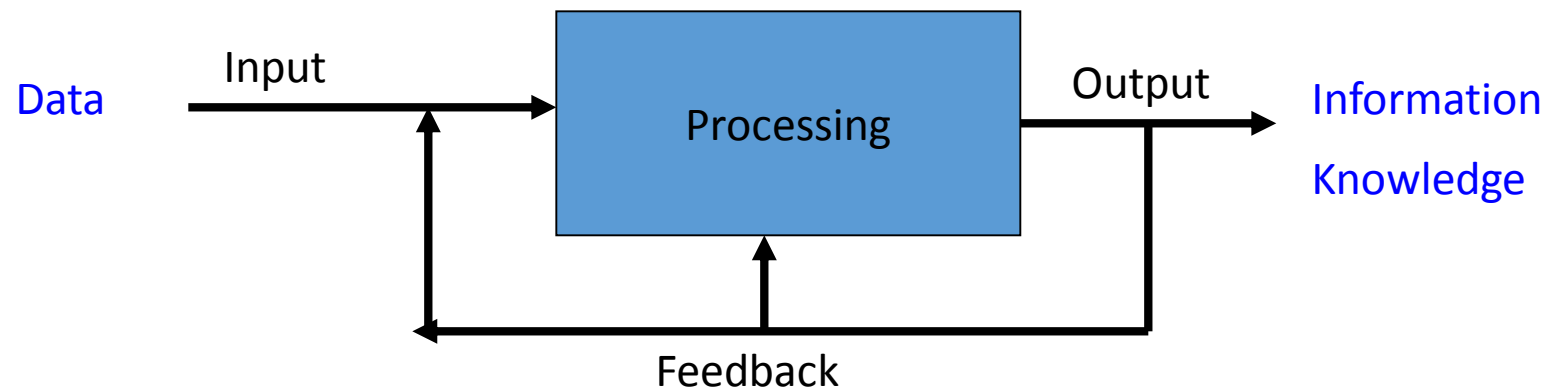 Data
Input
Processing
Output
Information
Knowledge
Feedback